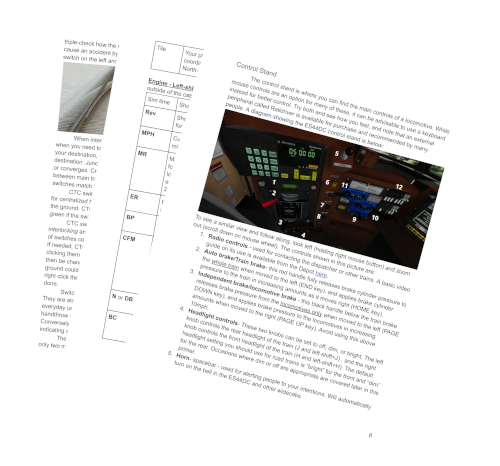 triple-check how the
cause an accident by
switch on the left and
When inter
when you need t
your destination,
destination. Junc
or converges. Cr
between main tr
switches match
CTC swit
for centralized t
the ground. CT
green if the sw
CTC sw
interlocking an
of switches co
If needed, CT
clicking them
then be chan
ground could
right click the
done.
Switc
They are als
everyday us
handthrow
Conversely
indicating
The
only two m
Title
Your pl
coordin
North-
Engine - Left-shi
outside of the cab
Sim time
Sho
Rev
Sho
for
MPH
Cu
mi
MR
ER
BP
CFM
N or DB
BC
Control Stand
The control stand is where you can find the main controls of a locomotive. While
mouse controls are an option for many of these, it can be advisable to use a keyboard
instead for better control. Try both and see how you feel, and note that an external
peripheral called Raildriver is available for purchase and recommended by many
people. A diagram showing the ES44DC control stand is below:
05 00 00
1
2
3
4
5
6
7
8
9
10
11
12
To see a similar view and follow along, look left (holding right mouse button) and zoom
out (scroll down on mouse wheel). The controls shown in this picture are:
1. Radio controls - used for contacting the dispatcher or other trains. A basic video
guide on its use is available from the Depot here.
2. Auto brake/Train brake- this red handle fully releases brake cylinder pressure to
the whole train when moved to the left (END key), and applies brake cylinder
pressure to the train in increasing amounts as it moves right (HOME key).
3. Independent brake/locomotive brake - this black handle below the train brake
releases brake pressure from the locomotives only when moved to the left (PAGE
DOWN key), and applies brake pressure to the locomotives in increasing
amounts when moved to the right (PAGE UP key). Avoid using this above
10mph.
4. Headlight controls- These two knobs can be set to off, dim, or bright. The left
knob controls the rear headlight of the train (J and left-shift+J) , and the right
knob controls the front headlight of the train (H and left-shift+H). The default
headlight setting you should use for road trains is "bright" for the front and "dim"
for the rear. Occasions where dim or off are appropriate are covered later in this
primer.
5. Horn- spacebar - used for alerting people to your intentions. Will automatically
turn on the bell in the ES44DC and other widecabs.
8